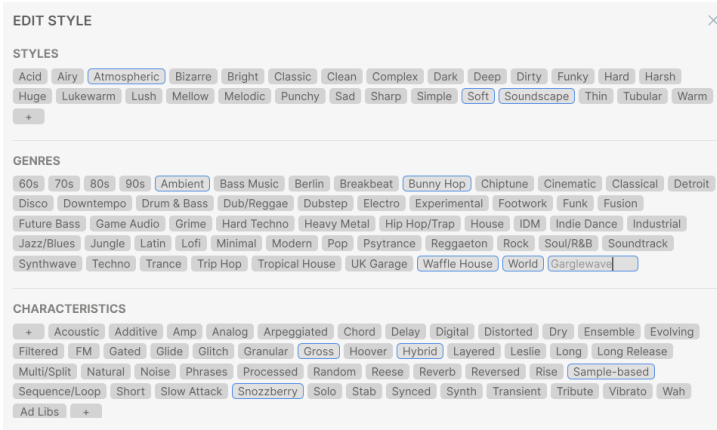 EDIT STYLE
STYLES
Acid Airy Atmospheric Bizarre Bright Classic Clean Complex Dark Deep Dirty Funky Hard Harsh
Huge Lukewarm Lush Mellow Melodic Punchy Sad Sharp Simple Soft Soundscape Thin Tubular Warm
+
GENRES
60s 70s 80s 90s Ambient Bass Music Berlin Breakbeat Bunny Hop Chiptune Cinematic Classical Detroit
Disco Downtempo Drum & Bass Dub/Reggae Dubstep Electro Experimental Footwork Funk Fusion
Future Bass Game Audio Grime Hard Techno Heavy Metal Hip Hop/Trap House IDM Indie Dance Industrial
Jazz/Blues Jungle Latin Lofi Minimal Modern Pop Psytrance Reggaeton Rock Soul/R&B Soundtrack
Synthwave Techno Trance Trip Hop Tropical House UK Garage Waffle House World Garglewave
CHARACTERISTICS
+ Acoustic Additive Amp Analog Arpeggiated Chord Delay Digital Distorted Dry Ensemble Evolving
Filtered FM Gated Glide Glitch Granular Gross Hoover Hybrid Layered Leslie Long Long Release
Multi/Split Natural Noise Phrases Processed Random Reese Reverb Reversed Rise Sample-based
Sequence/Loop Short Slow Attack Snozzberry Solo Stab Synced Synth Transient Tribute Vibrato Wah
Ad Libs +